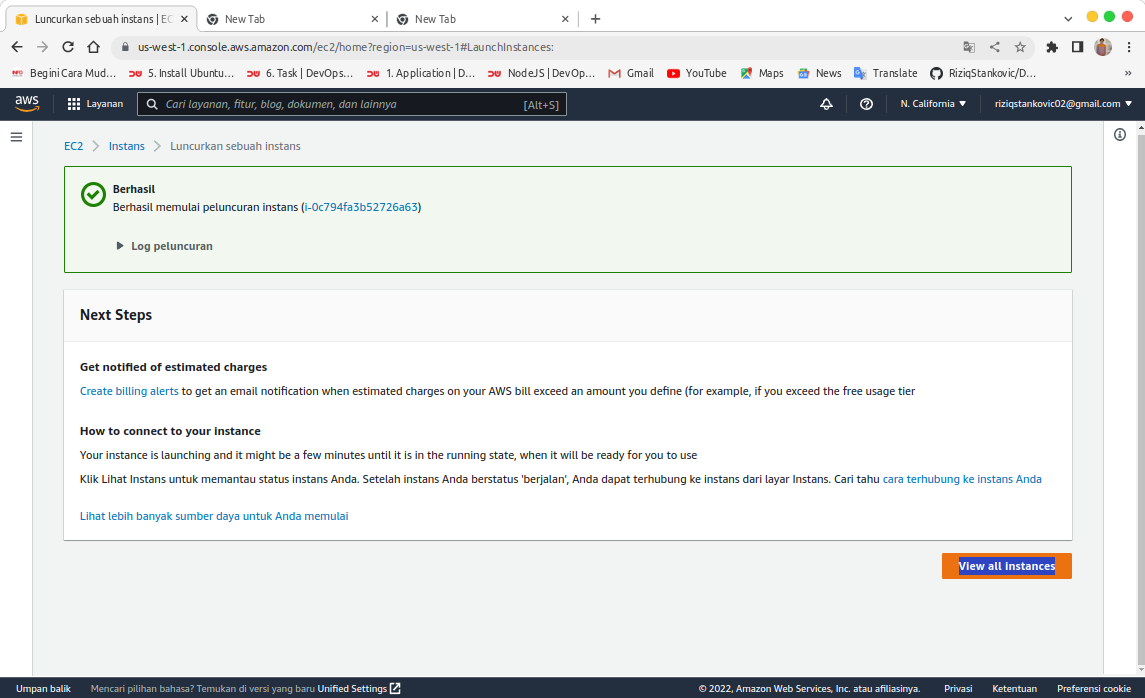 Luncurkan sebuah instans | EC
New Tab
New Tab
us-west-1.console.aws.amazon.com/ec2/home?region=us-west-1#LaunchInstances:
Begini Cara Mud...
5. Install Ubuntu...
6. Task | DevOps...
1. Application | D...
NodeJS | DevOp...
Gmail
YouTube
Maps
News
Translate
RiziqStankovic/D...
»
aws
Layanan
Cari layanan, fitur, blog, dokumen, dan lainnya
[Alt+S]
N. California
riziqstankovic02@gmail.com
EC2
Instans
Luncurkan sebuah instans
Berhasil
Berhasil memulai peluncuran instans (i-0c794fa3b52726a63)
Log peluncuran
Next Steps
Get notified of estimated charges
Create billing alerts to get an email notification when estimated charges on your AWS bill exceed an amount you define (for example, if you exceed the free usage tier
How to connect to your instance
Your instance is launching and it might be a few minutes until it is in the running state, when it will be ready for you to use
Klik Lihat Instans untuk memantau status instans Anda. Setelah instans Anda berstatus 'berjalan', Anda dapat terhubung ke instans dari layar Instans. Cari tahu cara terhubung ke instans Anda
Lihat lebih banyak sumber daya untuk Anda memulai
View all instances
Umpan balik
Mencari pilihan bahasa? Temukan di versi yang baru Unified Settings
© 2022, Amazon Web Services, Inc. atau afiliasinya.
Privasi
Ketentuan
Preferensi cookie